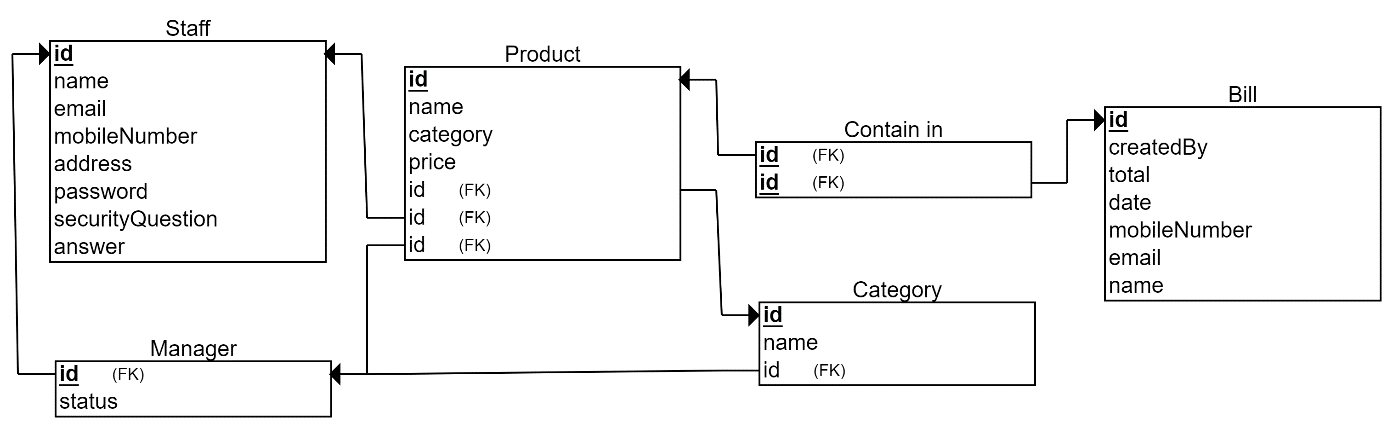 Staff
id
name
email
mobileNumber
address
password
securityQuestion
answer
Product
id
name
category
price
id (FK)
id (FK)
id (FK)
Contain in
id (FK)
id (FK)
Bill
id
createdBy
total
date
mobileNumber
email
name
Manager
id (FK)
status
Category
id
name
id (FK)